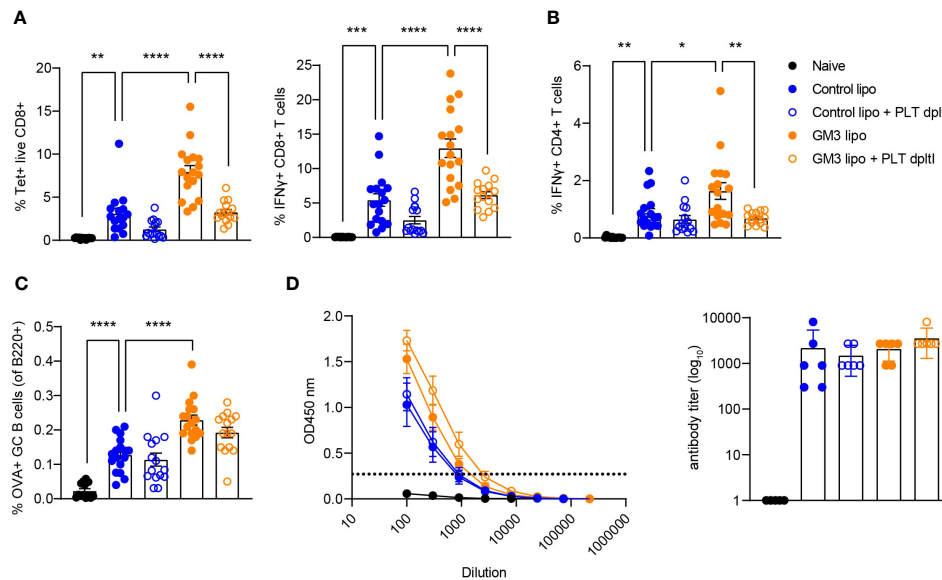 A
B
** **** ****
*** **** ****
** * **
% Tet+ live CD8+
20
15
10
5
0
% IFNγ+ CD8+ T cells
30
25
20
15
10
5
0
% IFNγ+ CD4+ T cells
6
4
2
0
Naive
Control lipo
Control lipo + PLT dpl
GM3 lipo
GM3 lipo + PLT dpltl
C
D
**** ****
% OVA+ GC B cells (of B220+)
0.5
0.4
0.3
0.2
0.1
0.0
OD450 nm
2.0
1.5
1.0
0.5
0.0
10 100 1000 10000 100000 1000000
Dilution
antibody titer (log10)
10000
1000
100
10
1